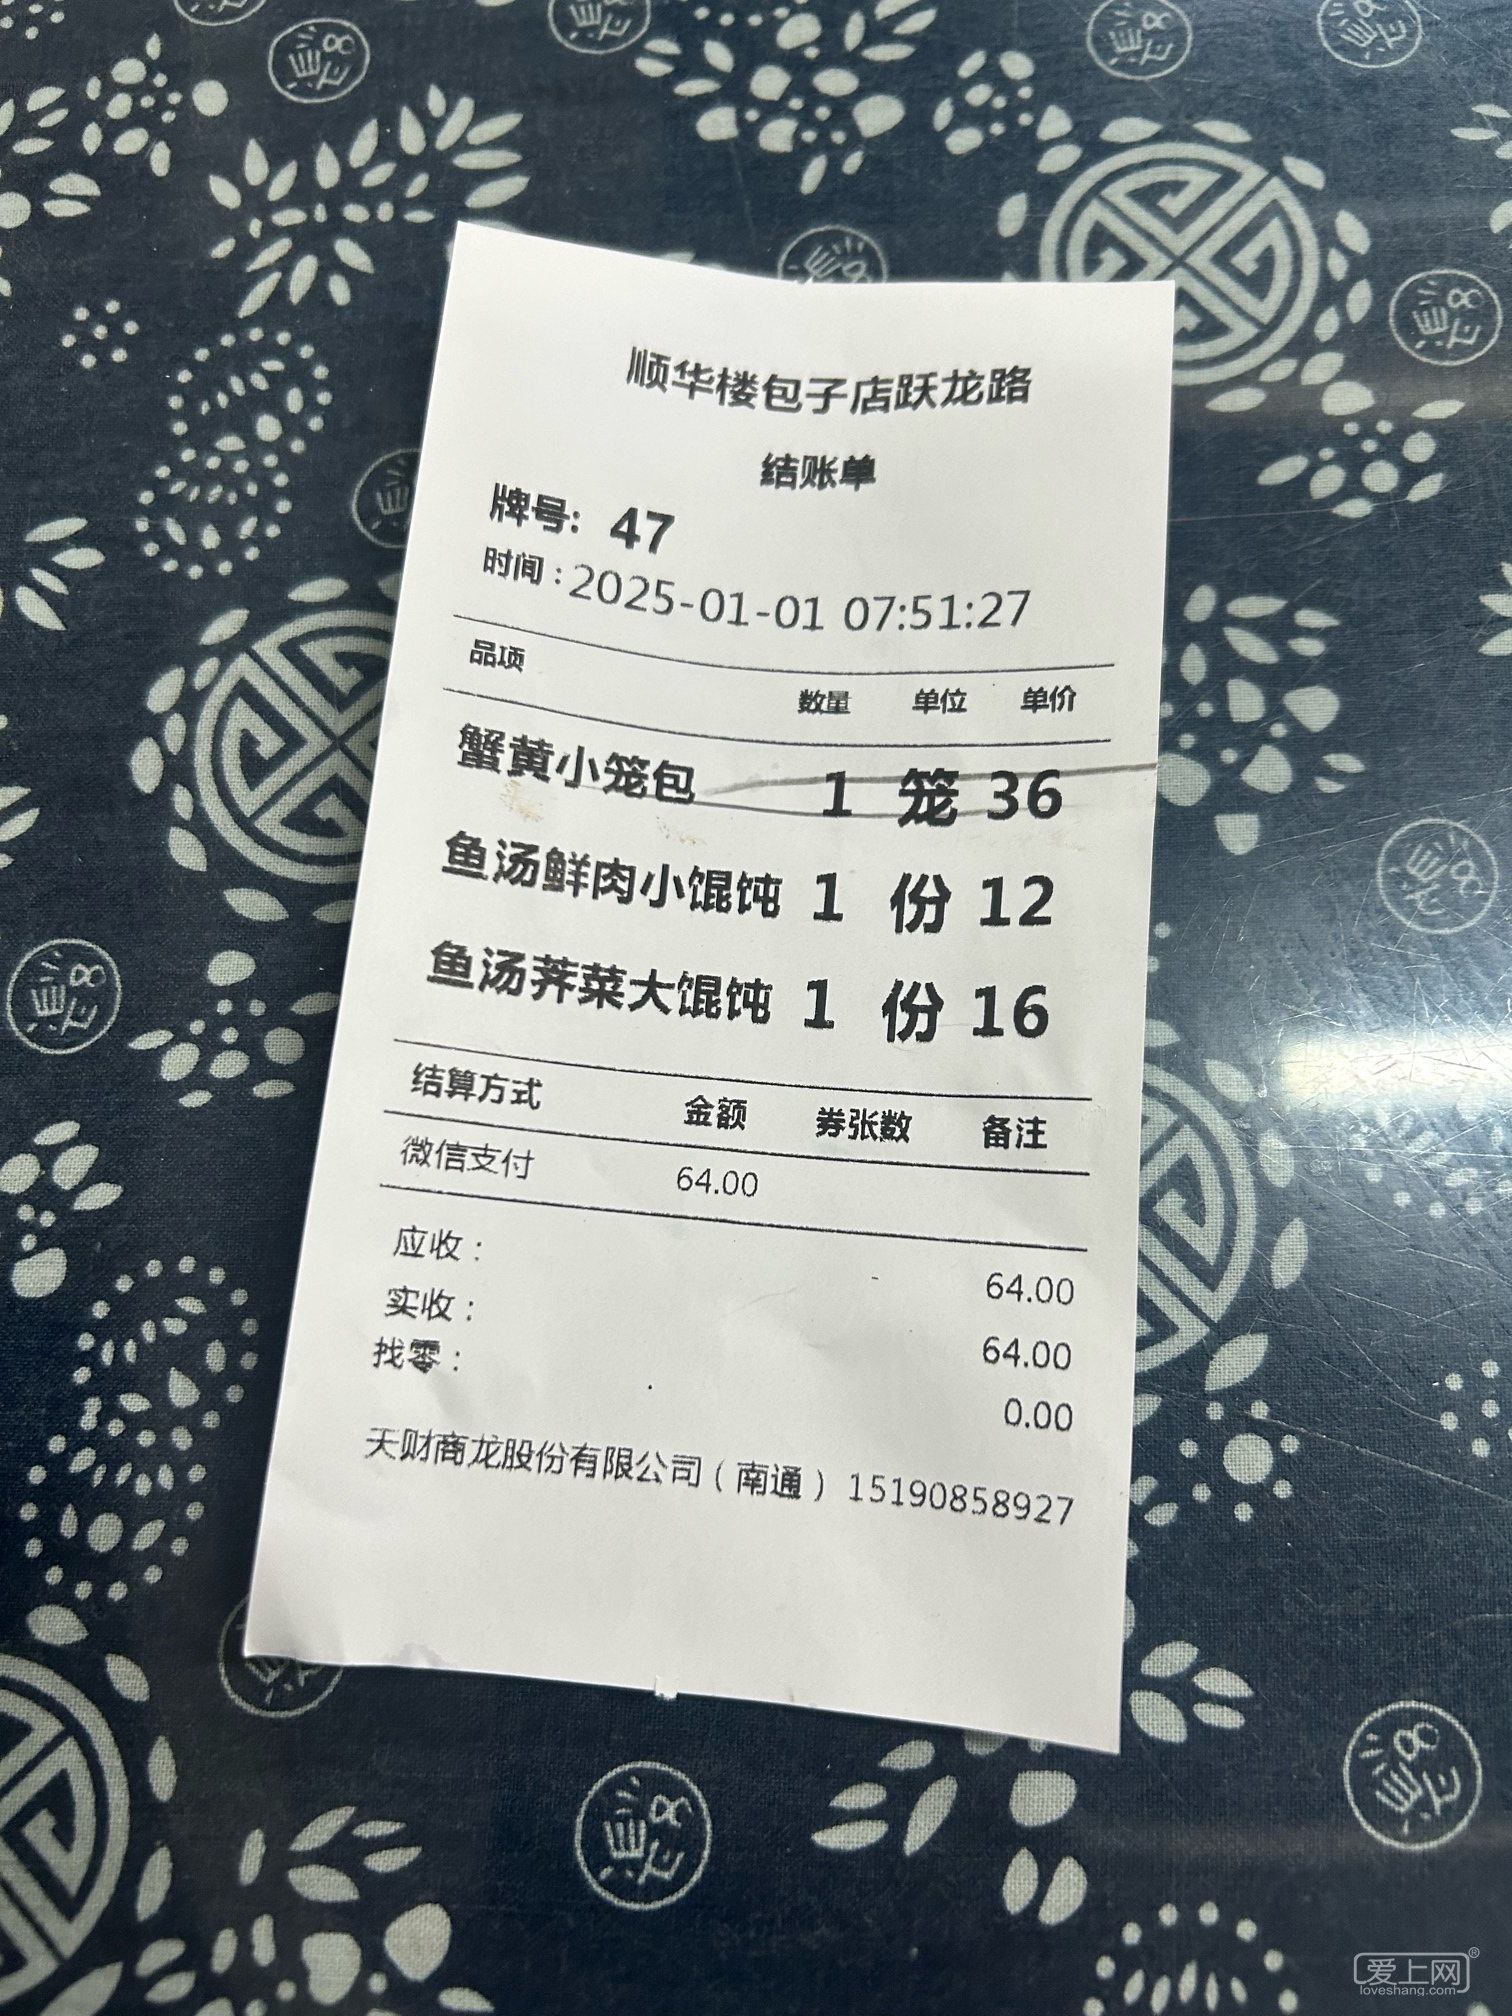 顺华楼包子店跃龙路
结账单
牌号: 47
时间:2025-01-01 07:51:27
品项 数量 单位 单价
蟹黄小笼包 1 笼 36
鱼汤鲜肉小馄饨 1 份 12
鱼汤荠菜大馄饨 1 份 16
结算方式 金额 券张数 备注
微信支付 64.00
应收: 64.00
实收: 64.00
找零: 0.00
天财商龙股份有限公司(南通) 15190858927
爱上网®
loveshang.com